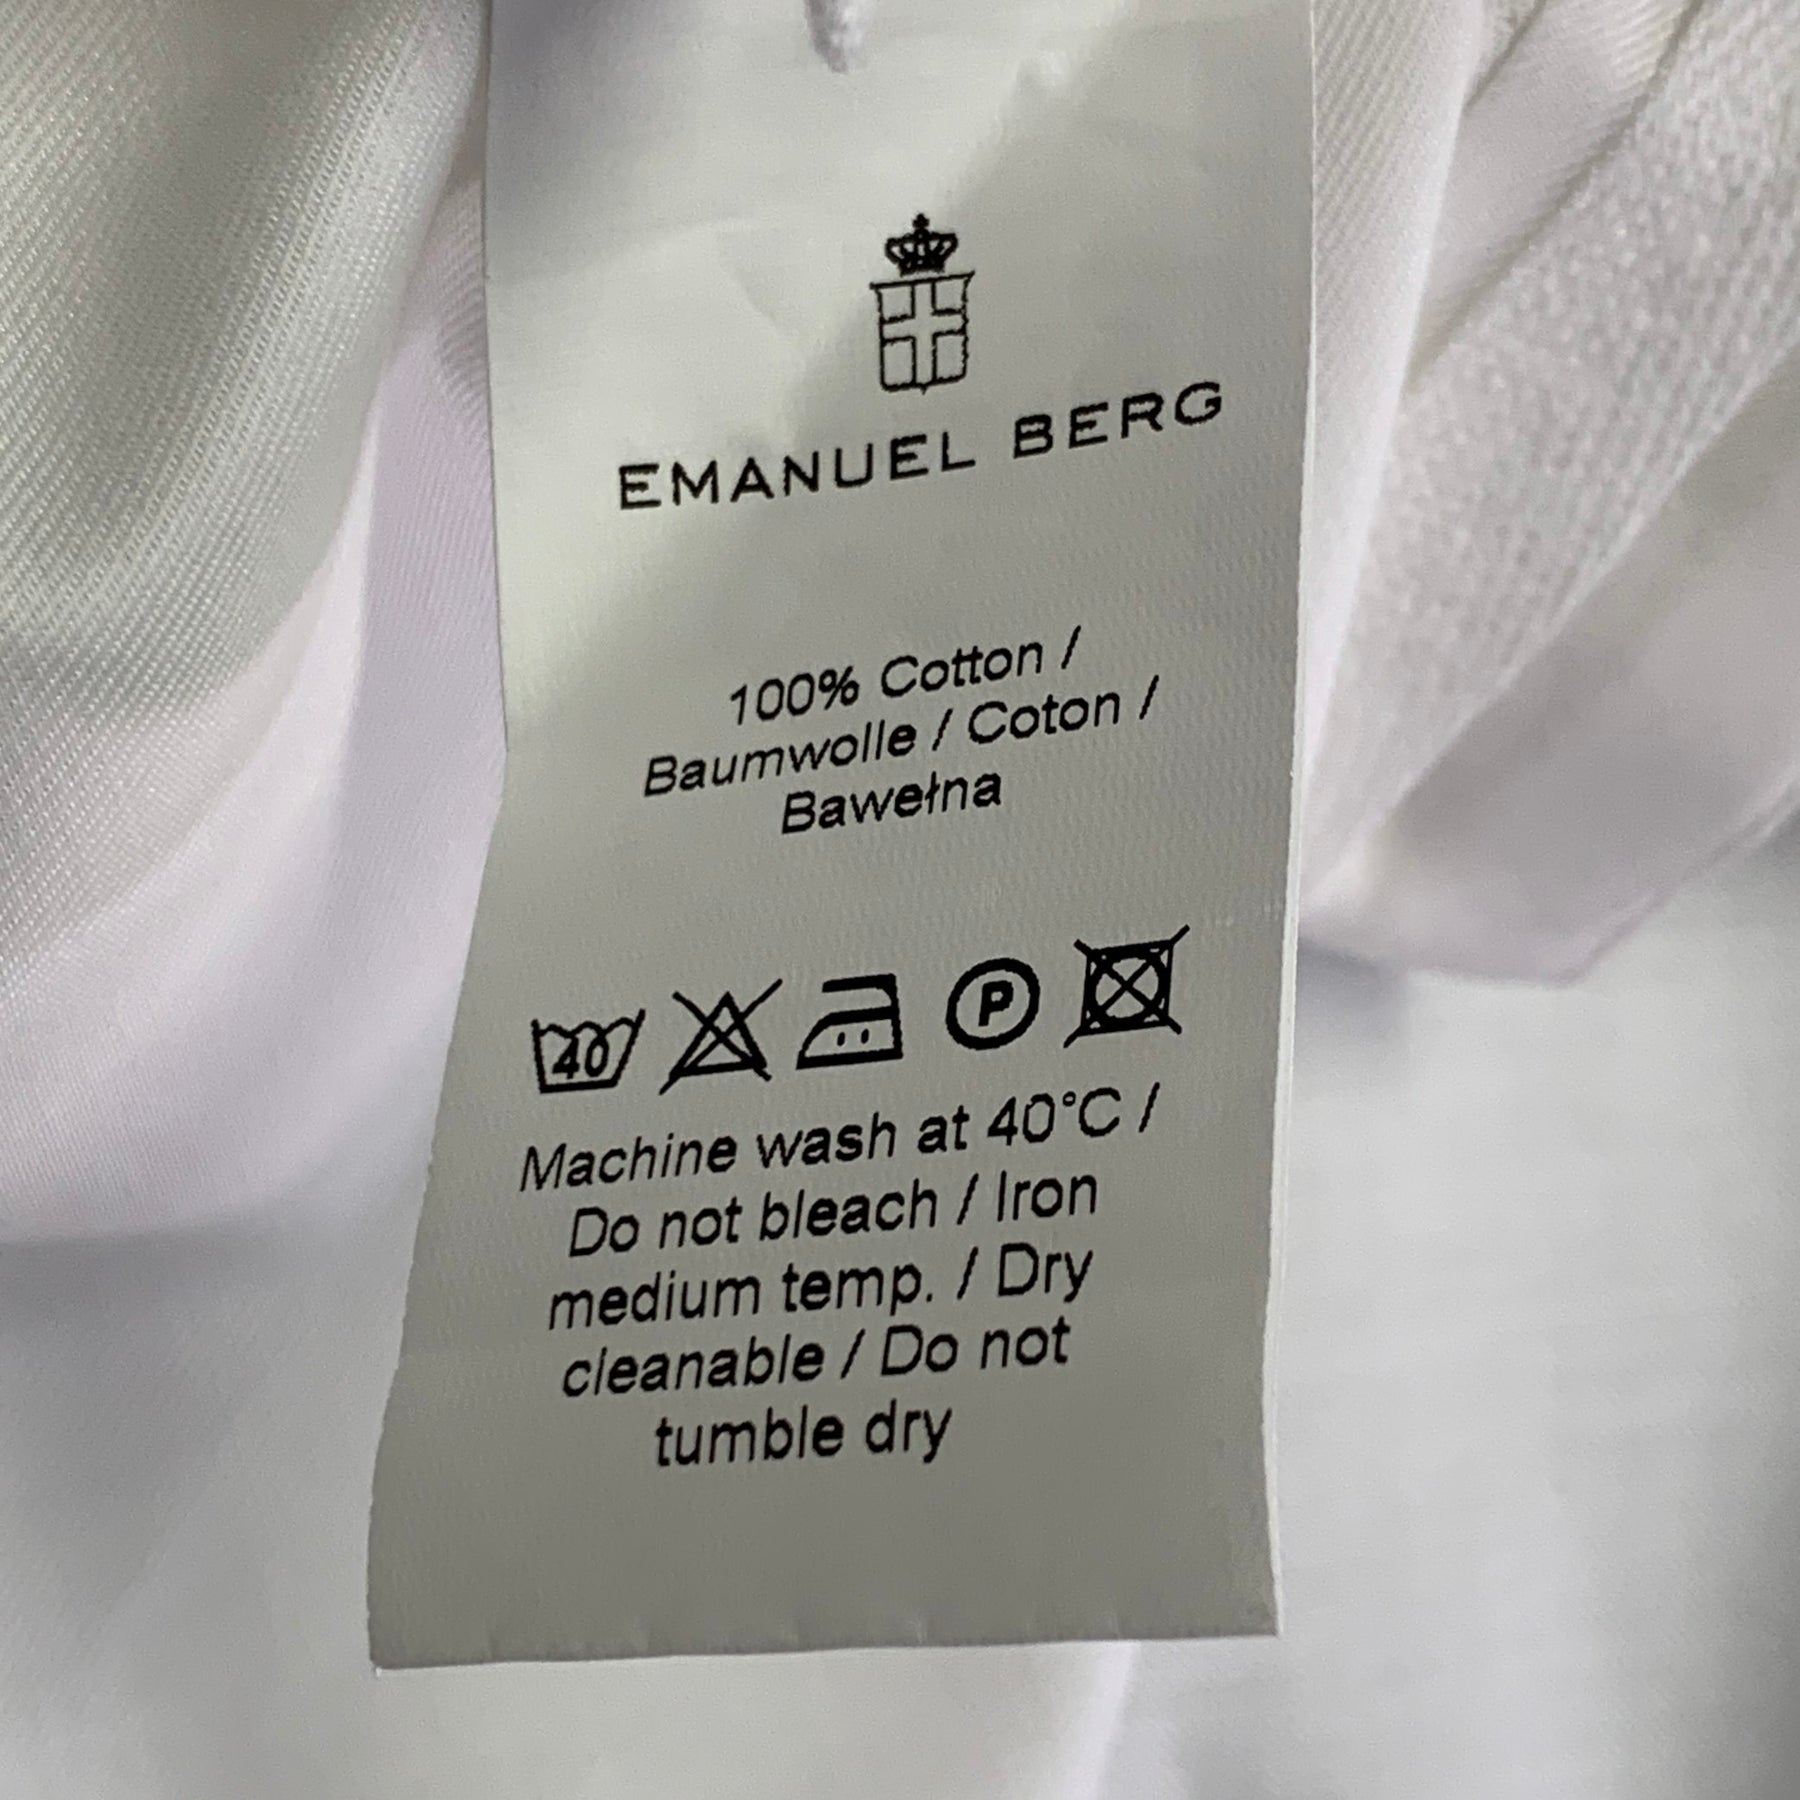 EMANUEL BERG
100% Cotton /
Baumwolle / Coton /
Bawełna
40 P
Machine wash at 40°C /
Do not bleach / Iron
medium temp. / Dry
cleanable / Do not
tumble dry